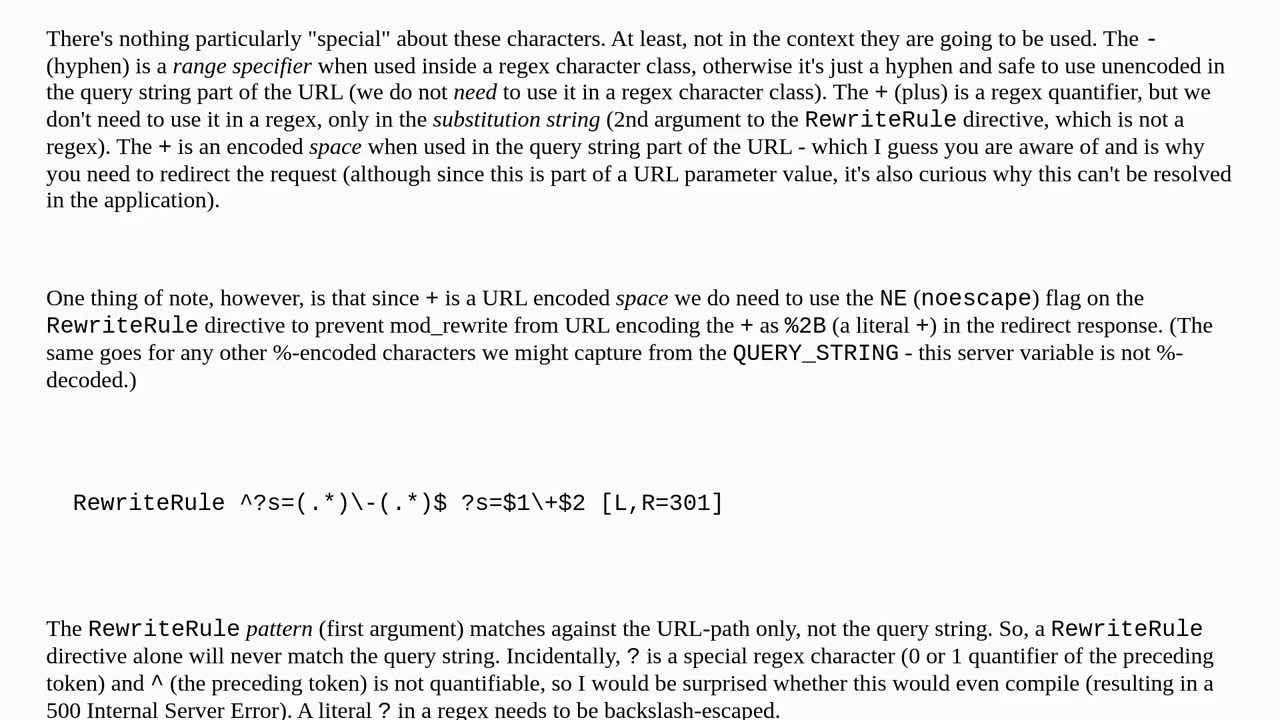 There's nothing particularly "special" about these characters. At least, not in the context they are going to be used. The -
(hyphen) is a range specifier when used inside a regex character class, otherwise it's just a hyphen and safe to use unencoded in
the query string part of the URL (we do not need to use it in a regex character class). The + (plus) is a regex quantifier, but we
don't need to use it in a regex, only in the substitution string (2nd argument to the RewriteRule directive, which is not a
regex). The + is an encoded space when used in the query string part of the URL - which I guess you are aware of and is why
you need to redirect the request (although since this is part of a URL parameter value, it's also curious why this can't be resolved
in the application).
One thing of note, however, is that since + is a URL encoded space we do need to use the NE (noescape) flag on the
RewriteRule directive to prevent mod_rewrite from URL encoding the + as %2B (a literal +) in the redirect response. (The
same goes for any other %-encoded characters we might capture from the QUERY_STRING - this server variable is not %-
decoded.)
RewriteRule ^?s=(.*)\-(.*)$ ?s=$1\+$2 [L,R=301]
The RewriteRule pattern (first argument) matches against the URL-path only, not the query string. So, a RewriteRule
directive alone will never match the query string. Incidentally, ? is a special regex character (0 or 1 quantifier of the preceding
token) and ^ (the preceding token) is not quantifiable, so I would be surprised whether this would even compile (resulting in a
500 Internal Server Error). A literal ? in a regex needs to be backslash-escaped.